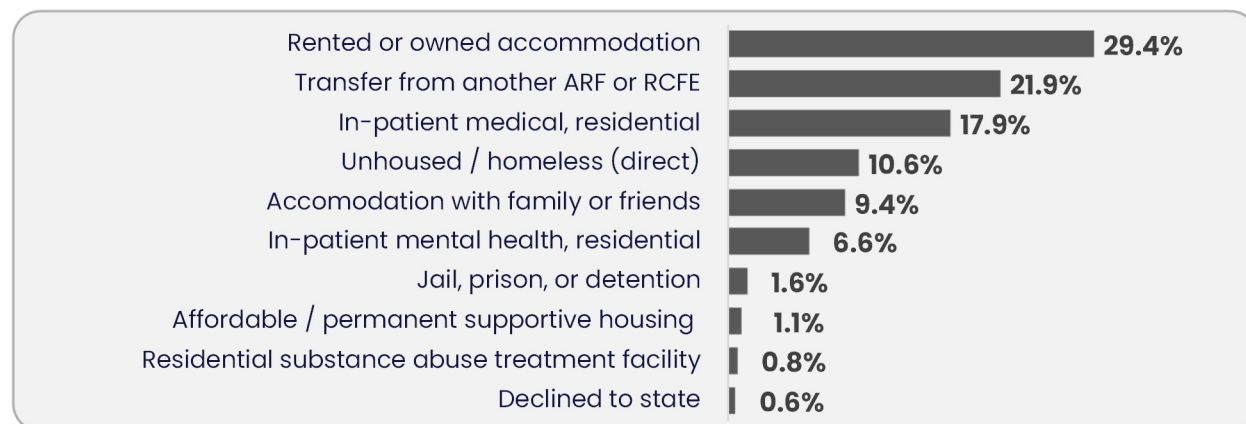 Rented or owned accommodation 29.4%
Transfer from another ARF or RCFE 21.9%
In-patient medical, residential 17.9%
Unhoused / homeless (direct) 10.6%
Accomodation with family or friends 9.4%
In-patient mental health, residential 6.6%
Jail, prison, or detention 1.6%
Affordable / permanent supportive housing 1.1%
Residential substance abuse treatment facility 0.8%
Declined to state 0.6%